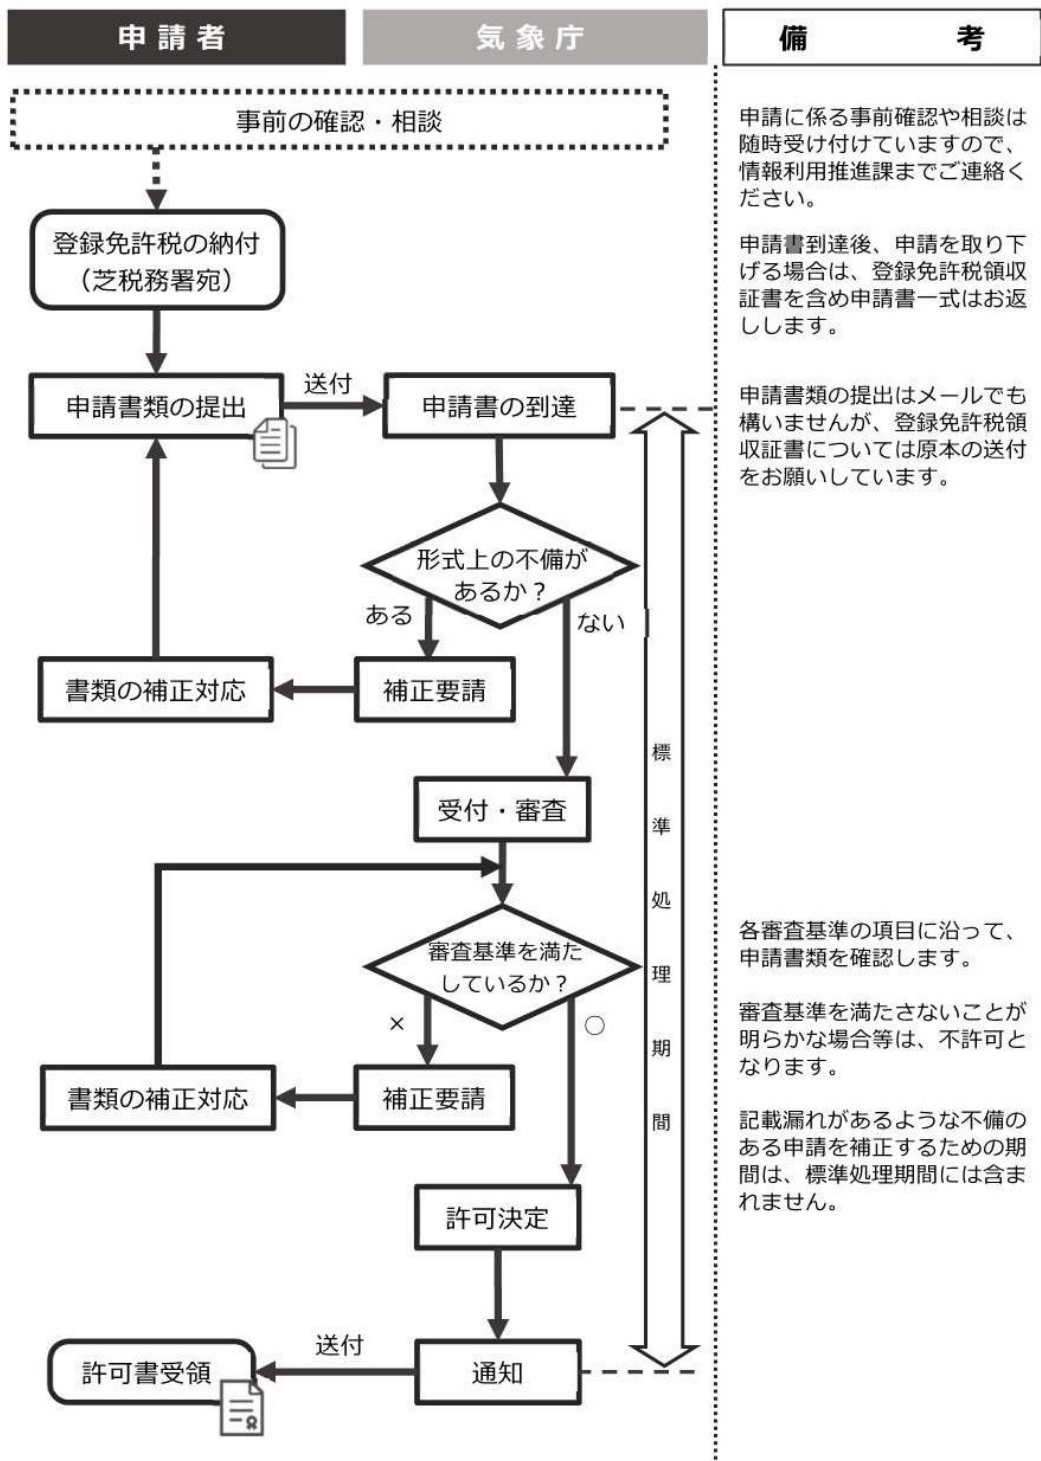 申請者
気象庁
備考
事前の確認・相談
申請に係る事前確認や相談は
随時受け付けていますので、
情報利用推進課までご連絡く
ださい。
登録免許税の納付
（芝税務署宛）
申請書到達後、申請を取り下
げる場合は、登録免許税領収
証書を含め申請書一式はお返
しします。
申請書類の提出
送付
申請書の到達
申請書類の提出はメールでも
構いませんが、登録免許税領
収証書については原本の送付
をお願いしています。
形式上の不備が
あるか？
ある
ない
書類の補正対応
補正要請
標準処理期間
受付・審査
審査基準を満た
しているか？
×
○
各審査基準の項目に沿って、
申請書類を確認します。
審査基準を満たさないことが
明らかな場合等は、不許可と
なります。
書類の補正対応
補正要請
記載漏れがあるような不備の
ある申請を補正するための期
間は、標準処理期間には含ま
れません。
許可決定
許可書受領
送付
通知